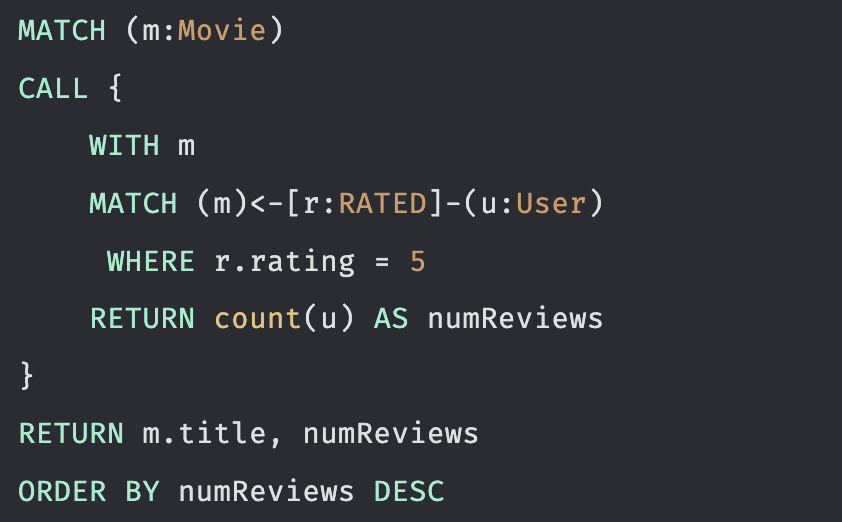 MATCH (m:Movie)
CALL {
    WITH m
    MATCH (m)<-[r:RATED]-(u:User)
     WHERE r.rating = 5
    RETURN count(u) AS numReviews
}
RETURN m.title, numReviews
ORDER BY numReviews DESC